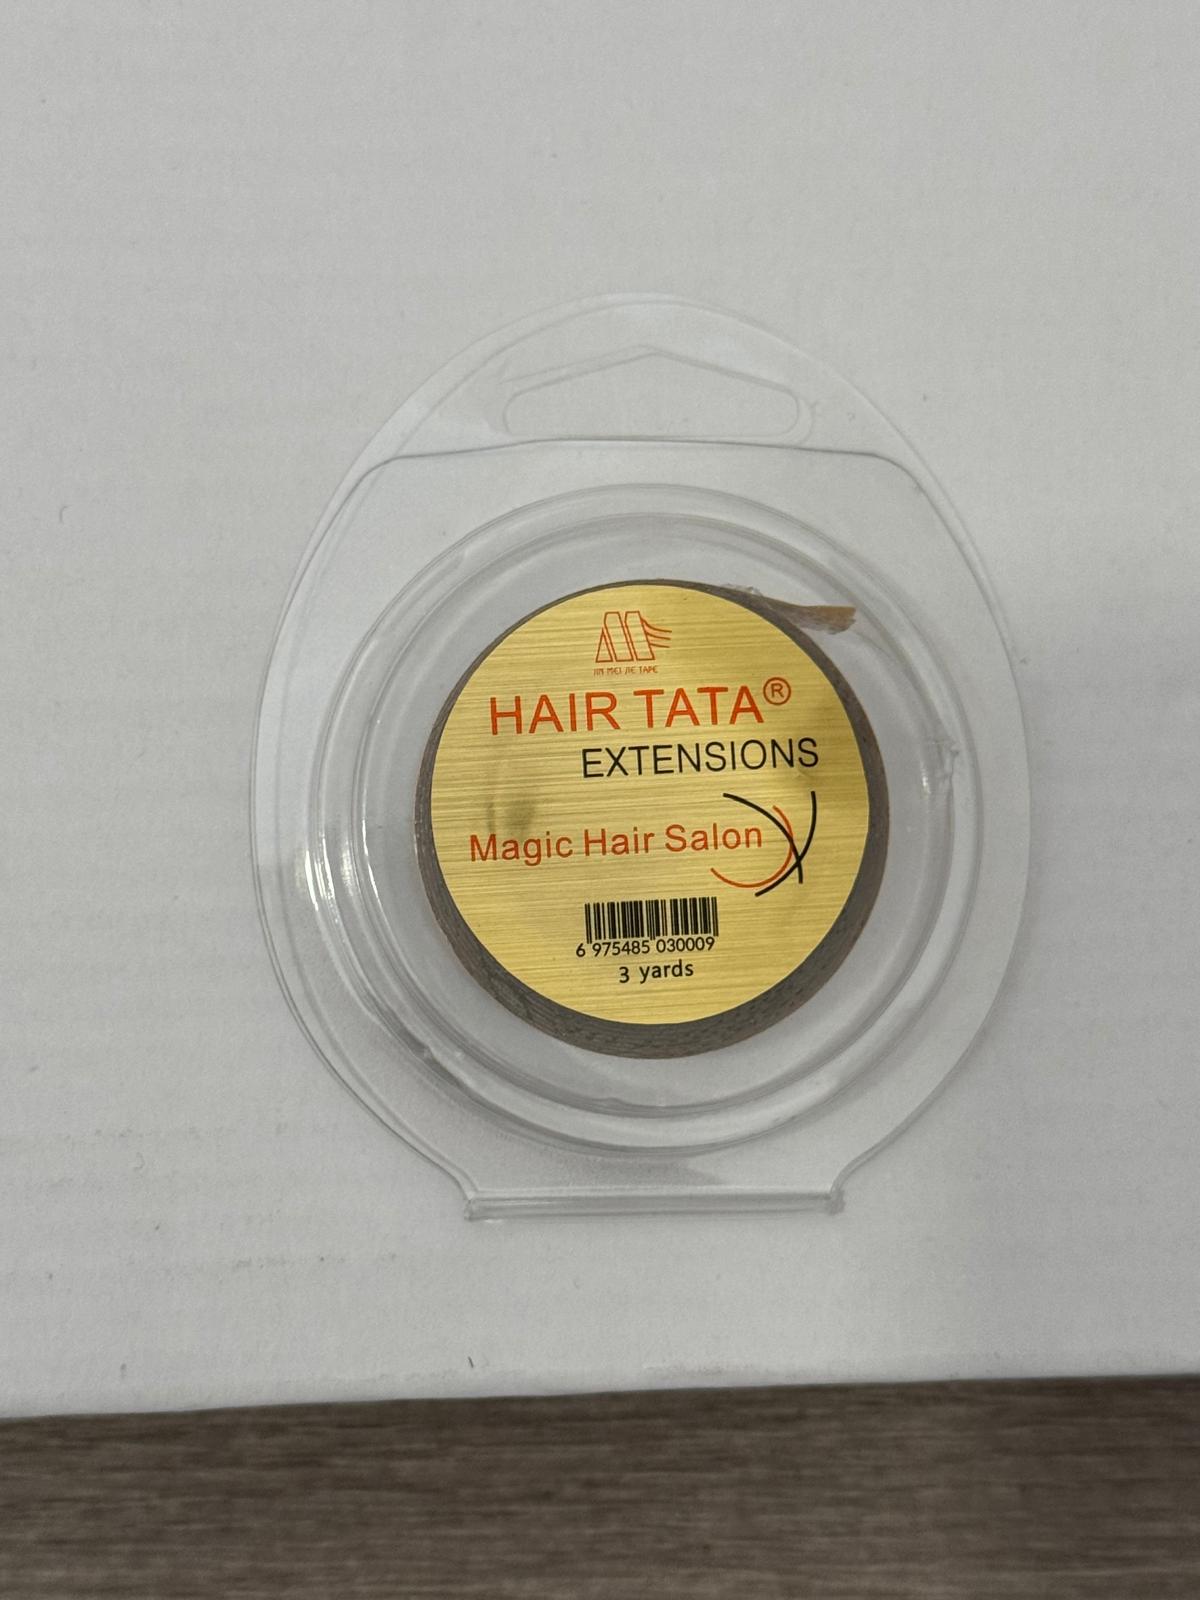 JIN MEI JIE TAPE
HAIR TATA®
EXTENSIONS
Magic Hair Salon
6 975485 030009
3 yards